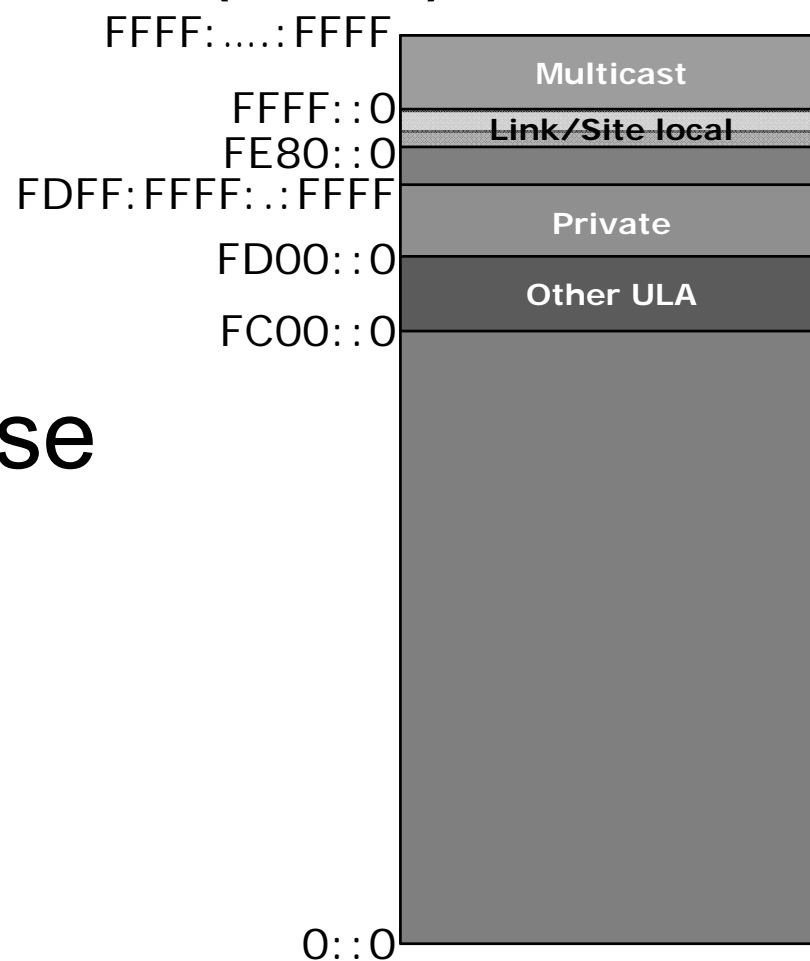 FFFF:....:FFFF
Multicast
FFFF::0
Link/Site local
FE80::0
FDFF:FFFF:.:FFFF
Private
FD00::0
Other ULA
FC00::0
se
0::0